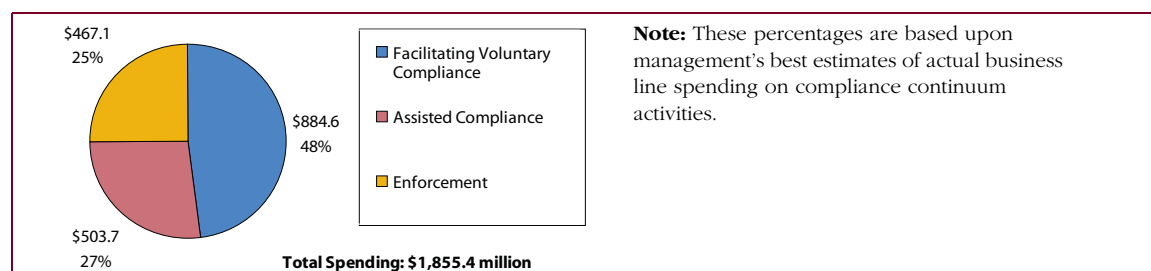 $467.1
25%
$884.6
48%
$503.7
27%
Facilitating Voluntary
Compliance
Assisted Compliance
Enforcement
Total Spending: $1,855.4 million
Note: These percentages are based upon
management’s best estimates of actual business
line spending on compliance continuum
activities.